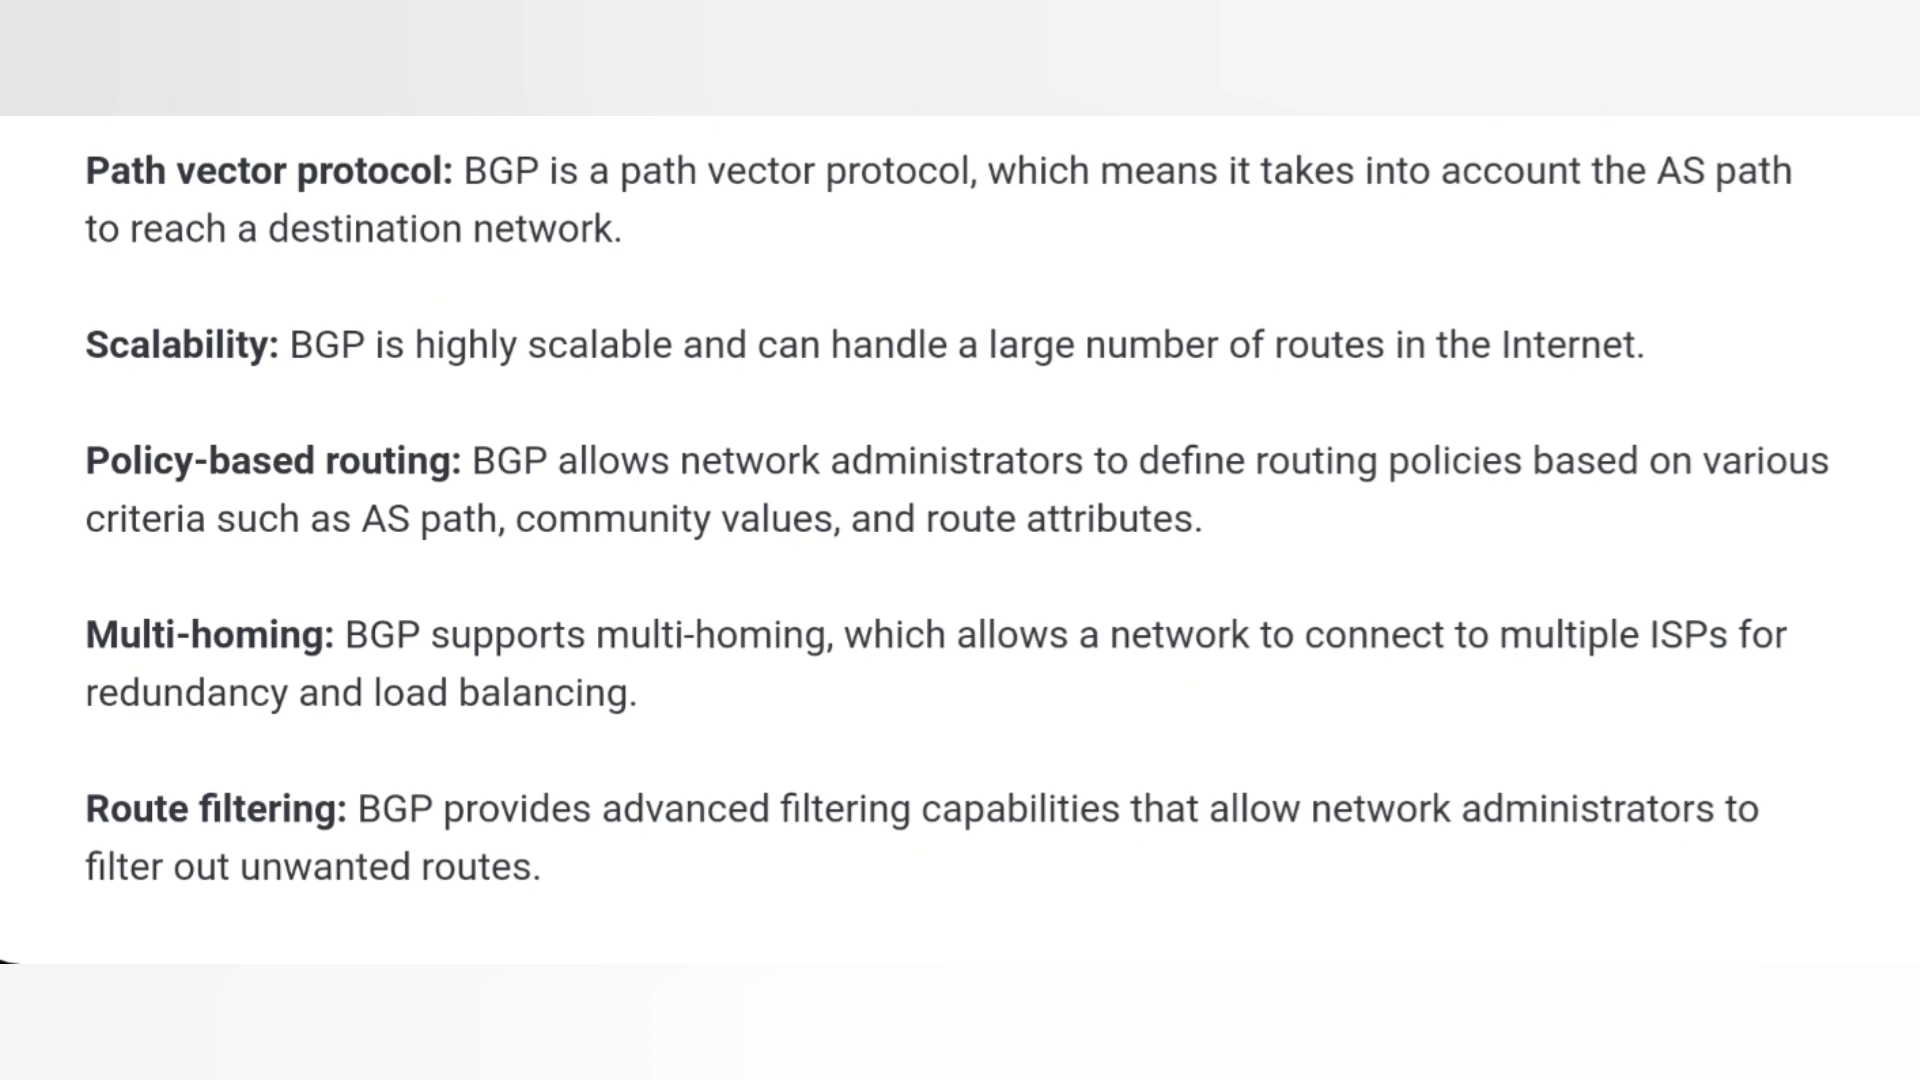 Path vector protocol: BGP is a path vector protocol, which means it takes into account the AS path
to reach a destination network.
Scalability: BGP is highly scalable and can handle a large number of routes in the Internet.
Policy-based routing: BGP allows network administrators to define routing policies based on various
criteria such as AS path, community values, and route attributes.
Multi-homing: BGP supports multi-homing, which allows a network to connect to multiple ISPs for
redundancy and load balancing.
Route filtering: BGP provides advanced filtering capabilities that allow network administrators to
filter out unwanted routes.